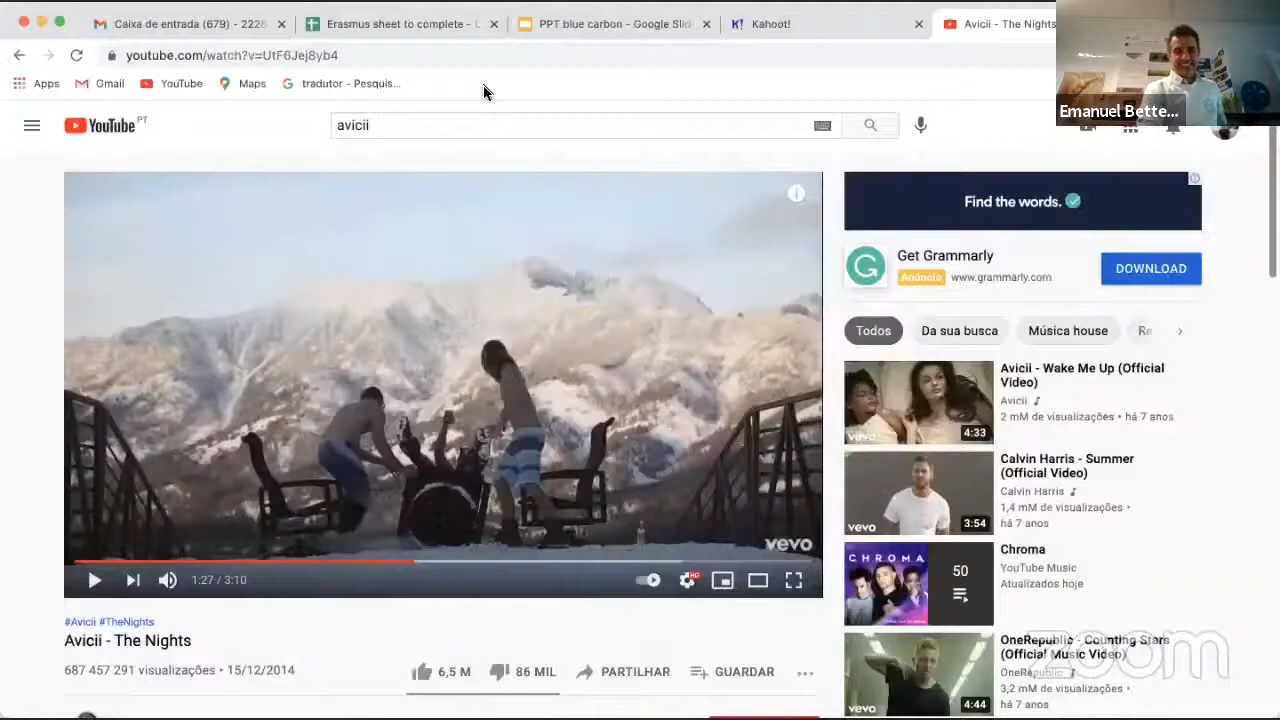 Caixa de entrada (679) - 2228
Erasmus sheet to complete - L
PPT blue carbon - Google Slid
Kahoot!
Avicii - The Nights
youtube.com/watch?v=UtF6Jej8yb4
Apps
Gmail
YouTube
Maps
tradutor - Pesquis...
Emanuel Bette...
YouTube PT
avicii
Find the words.
Get Grammarly
Anúncio www.grammarly.com
DOWNLOAD
Todos
Da sua busca
Música house
Re
Avicii - Wake Me Up (Official
Video)
Avicii
2 mM de visualizações • há 7 anos
vevo
4:33
Calvin Harris - Summer
(Official Video)
Calvin Harris
1,4 mM de visualizações •
há 7 anos
vevo
3:54
CHROMA
50
Chroma
YouTube Music
Atualizados hoje
OneRepublic - Counting Stars
(Official Music Video)
OneRepublic
3,2 mM de visualizações •
há 7 anos
vevo
4:44
vevo
1:27 / 3:10
HD
#Avicii #TheNights
Avicii - The Nights
687 457 291 visualizações • 15/12/2014
6,5 M
86 MIL
PARTILHAR
GUARDAR
zoom